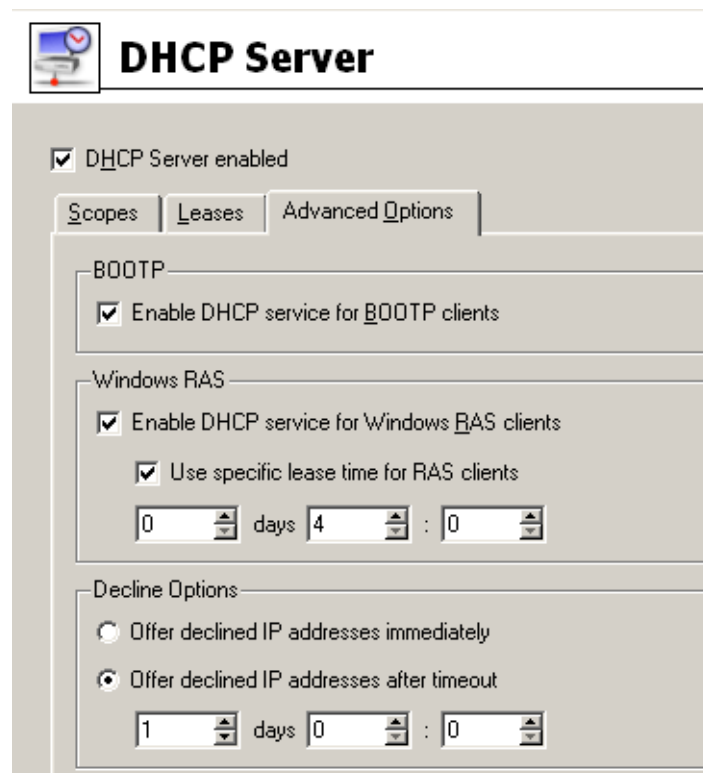 DHCP Server
DHCP Server enabled
Scopes Leases Advanced Options
BOOTP
Enable DHCP service for BOOTP clients
Windows RAS
Enable DHCP service for Windows RAS clients
Use specific lease time for RAS clients
0 days 4 : 0
Decline Options
Offer declined IP addresses immediately
Offer declined IP addresses after timeout
1 days 0 : 0